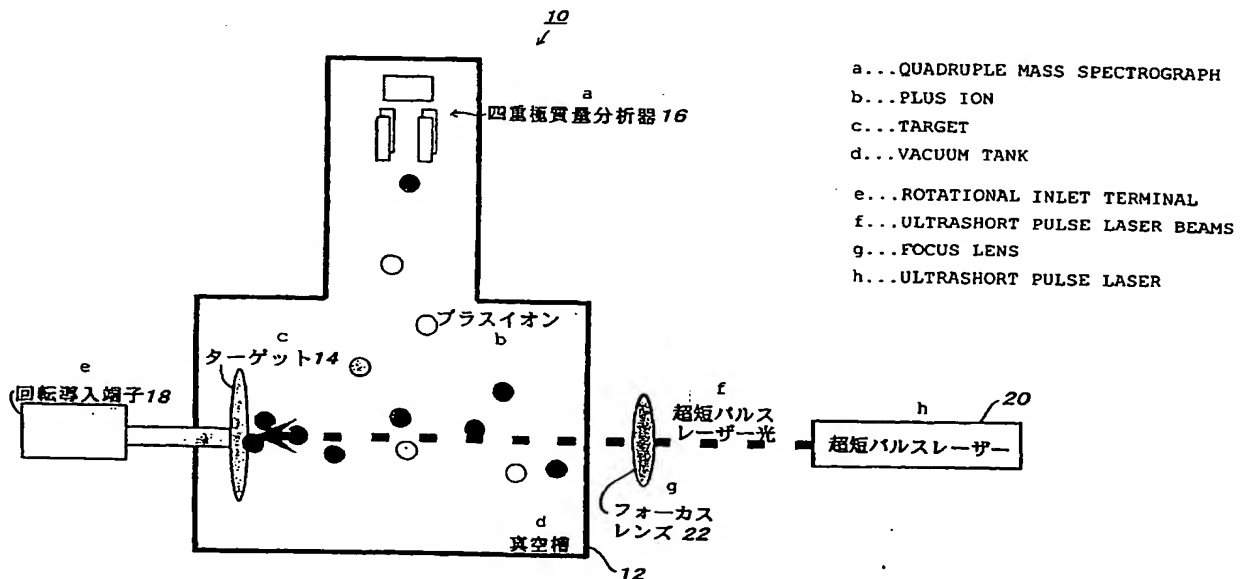 10
a...QUADRUPLE MASS SPECTROGRAPH
b...PLUS ION
c...TARGET
d...VACUUM TANK
e...ROTATIONAL INLET TERMINAL
f...ULTRASHORT PULSE LASER BEAMS
g...FOCUS LENS
h...ULTRASHORT PULSE LASER
a
四重極質量分析器16
プラスイオン
b
c
ターゲット14
e
回転導入端子18
f
超短パルス
レーザー光
h
20
超短パルスレーザー
g
フォーカス
レンズ22
d
真空槽
12